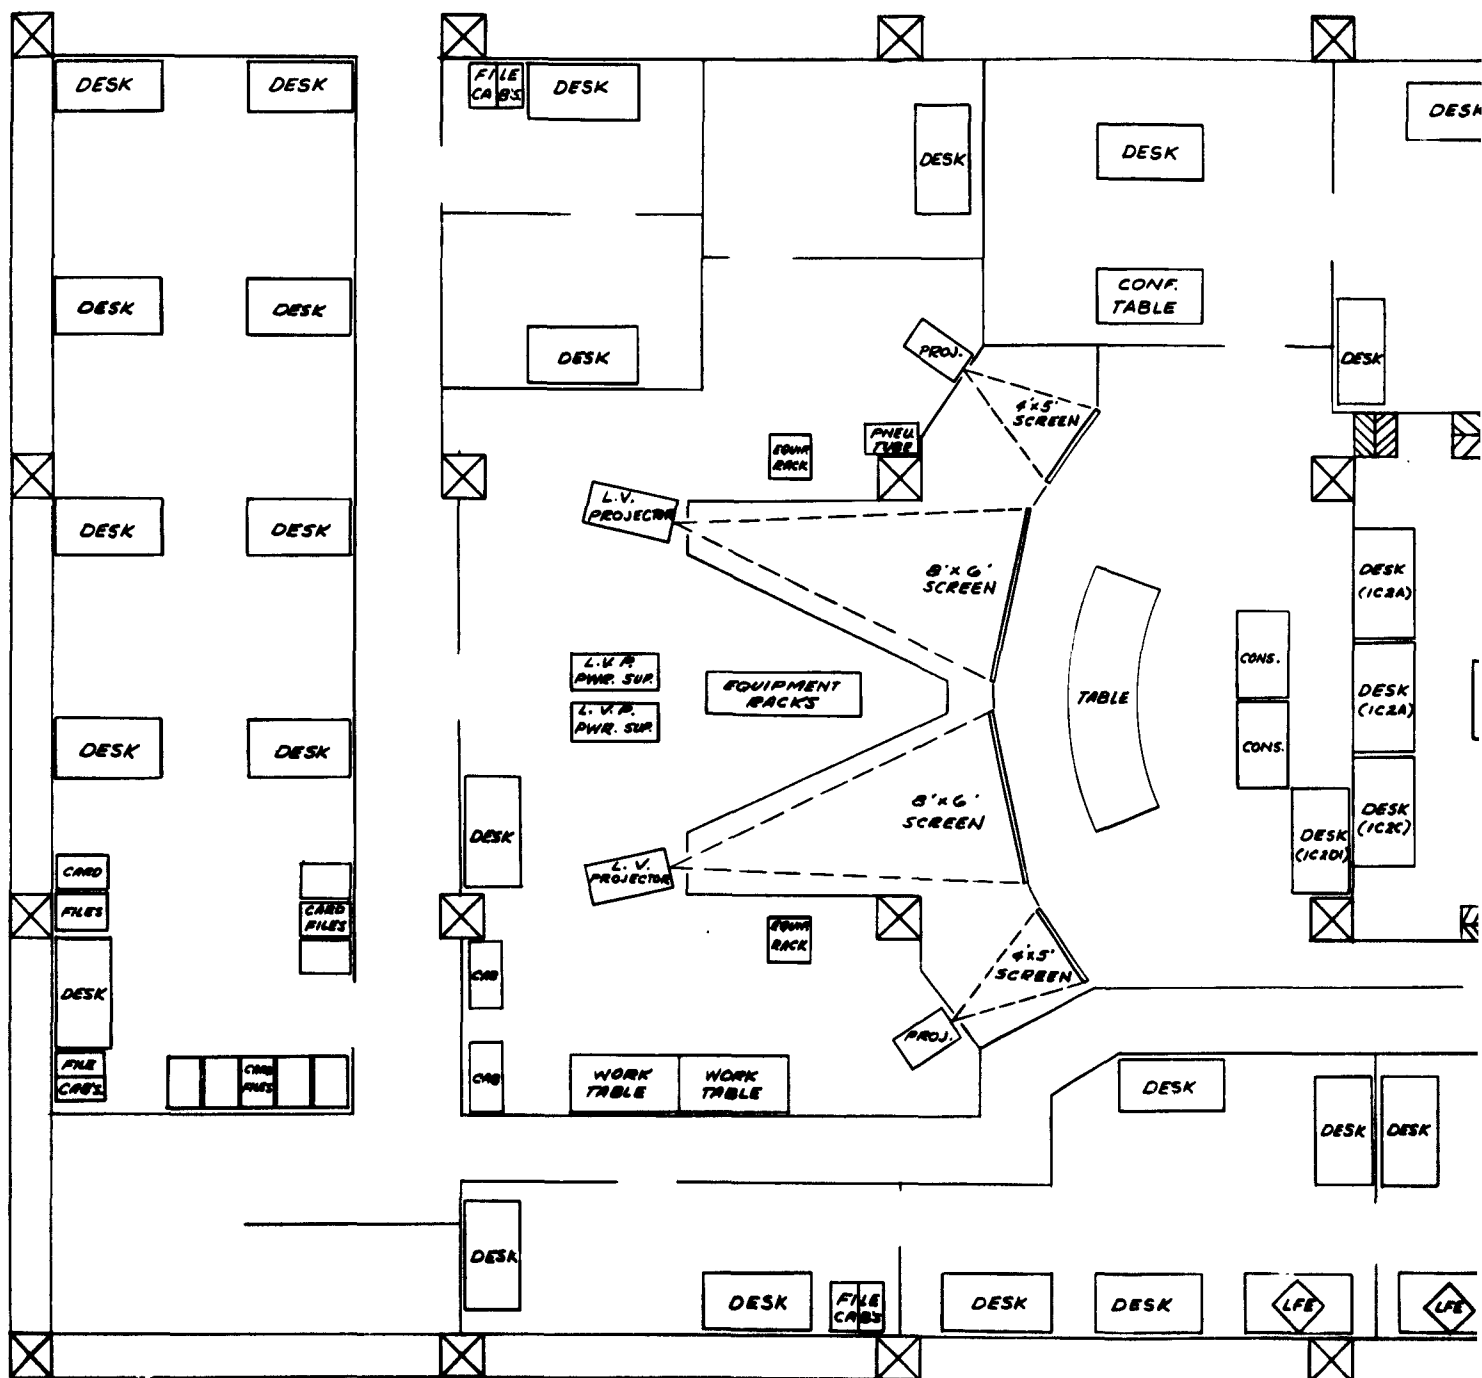 DESK
DESK
FILE
CAB'S
DESK
DESK
DESK
DESK
DESK
DESK
CONF.
TABLE
DESK
DESK
PROJ.
4'x5'
SCREEN
PNEU.
TUBE
EQUIP
RACK
L.V.
PROJECTOR
DESK
DESK
8'x6'
SCREEN
DESK
(1C2A)
L.V.P.
PWR. SUP.
L.V.P.
PWR. SUP.
EQUIPMENT
RACKS
TABLE
CONS.
DESK
(1C2A)
CONS.
DESK
DESK
DESK
8'x6'
SCREEN
DESK
(1C2C)
DESK
(1C2D1)
L.V.
PROJECTOR
CARD
FILES
CARD
FILES
EQUIP
RACK
DESK
CAB
4'x5'
SCREEN
PROJ.
FILE
CAB'S
CARD
FILES
CAB
WORK
TABLE
WORK
TABLE
DESK
DESK
DESK
DESK
DESK
FILE
CAB'S
DESK
DESK
LFE
LFE